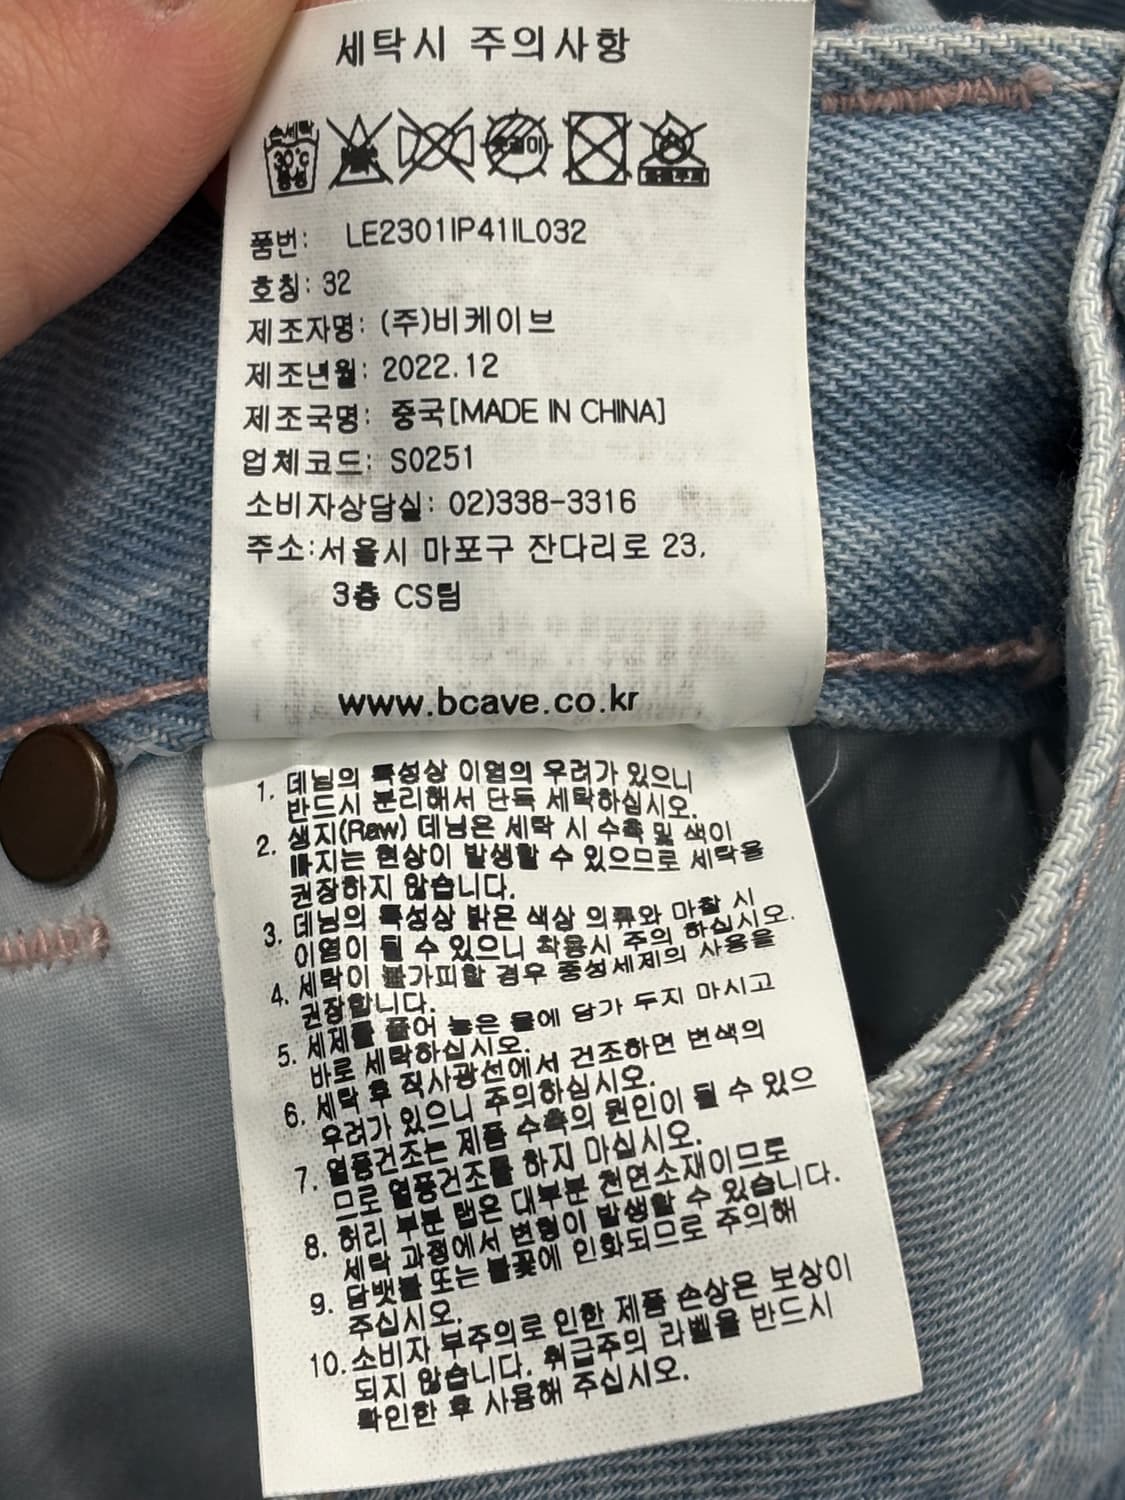 세탁시 주의사항
손세탁
30℃
중성
옷걸이
품번: LE2301IP41IL032
호칭: 32
제조자명: (주)비케이브
제조년월: 2022.12
제조국명: 중국[MADE IN CHINA]
업체코드: S0251
소비자상담실: 02)338-3316
주소:서울시 마포구 잔다리로 23,
3층 CS팀
www.bcave.co.kr
1. 데님의 특성상 이염의 우려가 있으니
반드시 분리해서 단독 세탁하십시오.
2. 생지(Raw) 데님은 세탁 시 수축 및 색이
빠지는 현상이 발생할 수 있으므로 세탁을
권장하지 않습니다.
3. 데님의 특성상 밝은 색상 의류와 마찰 시
이염이 될 수 있으니 착용시 주의 하십시오.
4. 세탁이 불가피할 경우 중성세제의 사용을
권장합니다.
5. 세제를 풀어 놓은 물에 담가 두지 마시고
바로 세탁하십시오.
6. 세탁 후 직사광선에서 건조하면 변색의
우려가 있으니 주의하십시오.
7. 열풍건조는 제품 수축의 원인이 될 수 있으
므로 열풍건조를 하지 마십시오.
8. 허리 부분 탭은 대부분 천연소재이므로
세탁 과정에서 변형이 발생할 수 있습니다.
9. 담뱃불 또는 불꽃에 인화되므로 주의해
주십시오.
10. 소비자 부주의로 인한 제품 손상은 보상이
되지 않습니다. 취급주의 라벨을 반드시
확인한 후 사용해 주십시오.